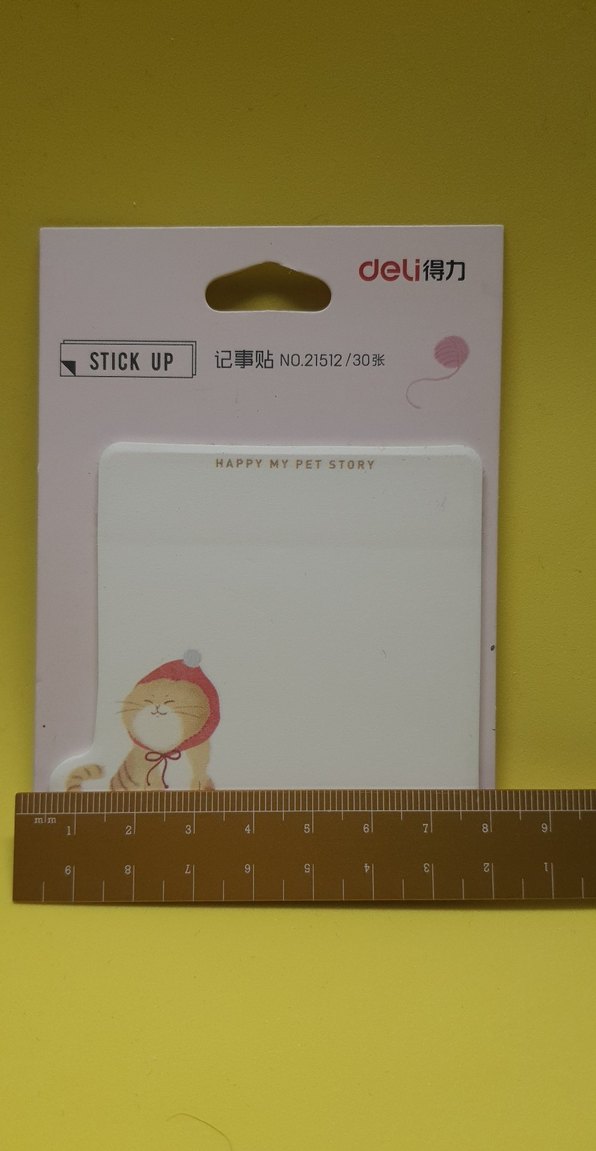 deli得力
STICK UP 记事贴 NO.21512/30张
HAPPY MY PET STORY
mm 1 2 3 4 5 6 7 8 9
9 8 7 6 5 4 3 2 1